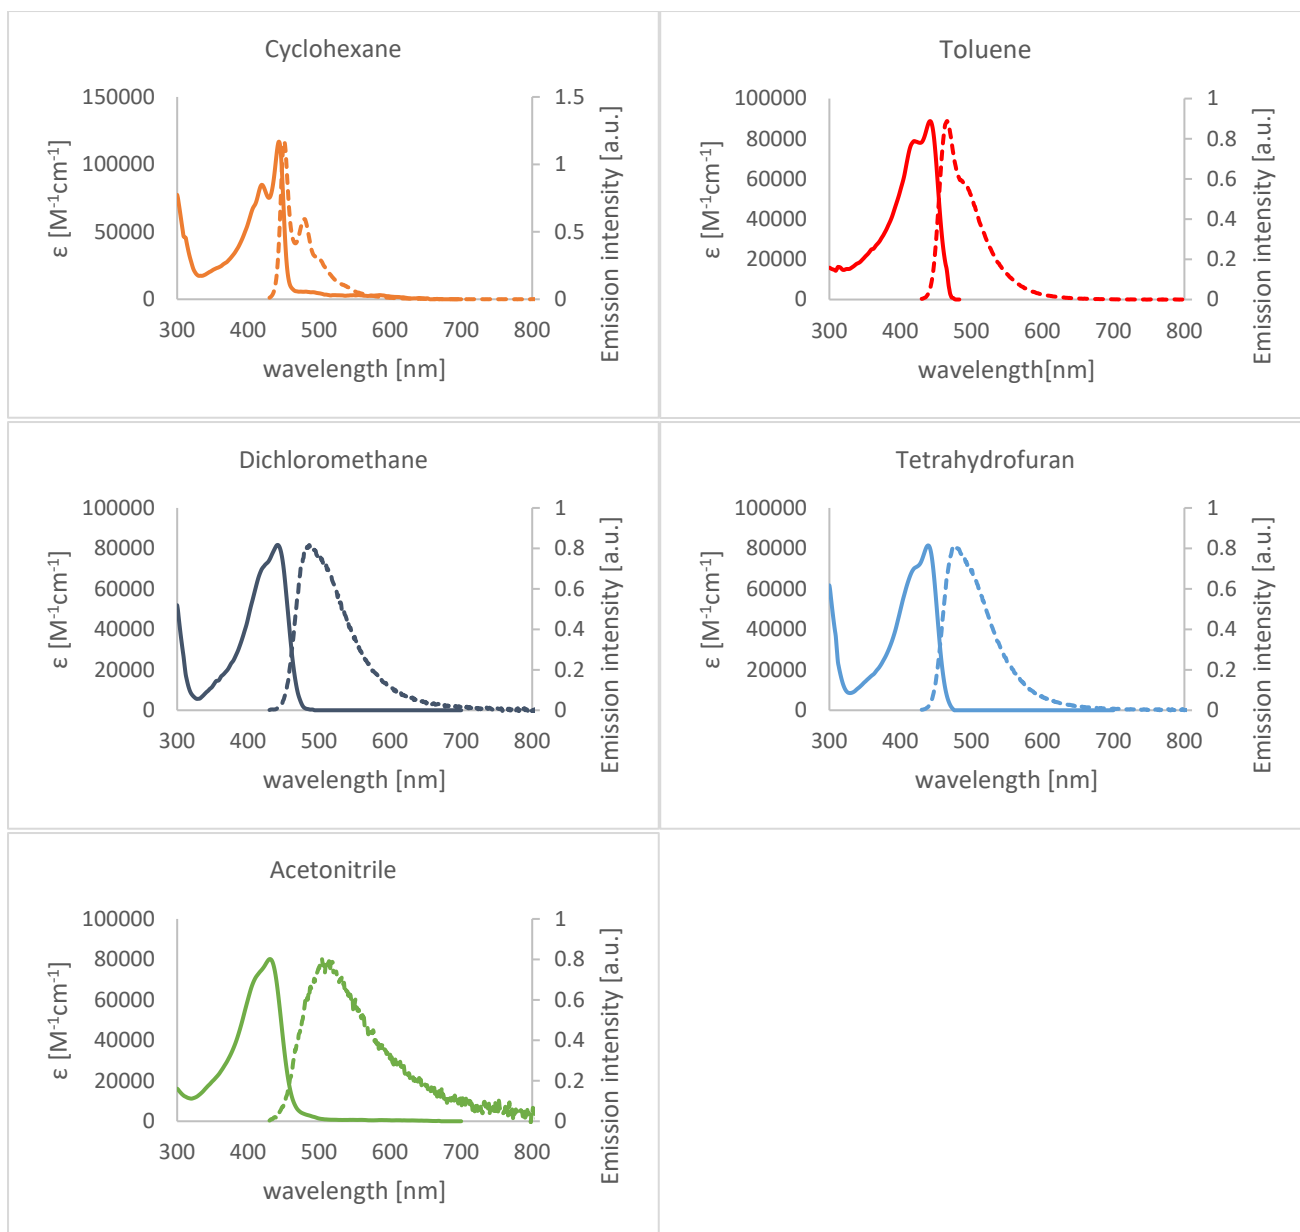 Cyclohexane
150000
100000
50000
0
1.5
1
0.5
0
300 400 500 600 700 800
ε [M-1cm-1]
Emission intensity [a.u.]
wavelength [nm]
Toluene
100000
80000
60000
40000
20000
0
1
0.8
0.6
0.4
0.2
0
300 400 500 600 700 800
ε [M-1cm-1]
Emission intensity [a.u.]
wavelength[nm]
Dichloromethane
100000
80000
60000
40000
20000
0
1
0.8
0.6
0.4
0.2
0
300 400 500 600 700 800
ε [M-1cm-1]
Emission intensity [a.u.]
wavelength [nm]
Tetrahydrofuran
100000
80000
60000
40000
20000
0
1
0.8
0.6
0.4
0.2
0
300 400 500 600 700 800
ε [M-1cm-1]
Emission intensity [a.u.]
wavelength [nm]
Acetonitrile
100000
80000
60000
40000
20000
0
1
0.8
0.6
0.4
0.2
0
300 400 500 600 700 800
ε [M-1cm-1]
Emission intensity [a.u.]
wavelength [nm]